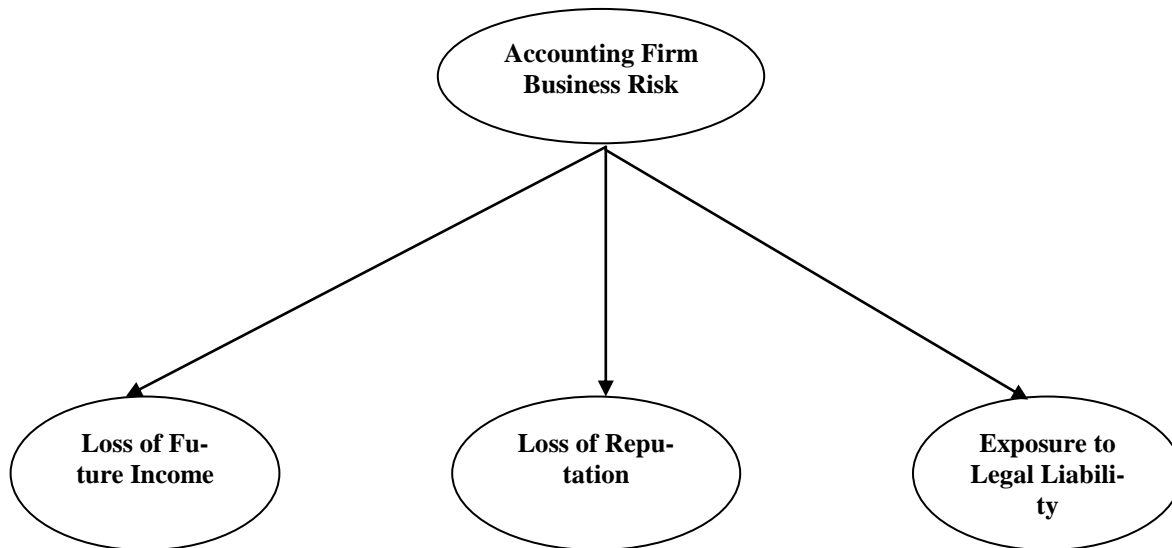 Accounting Firm
Business Risk
Loss of Fu-
ture Income
Loss of Repu-
tation
Exposure to
Legal Liabili-
ty